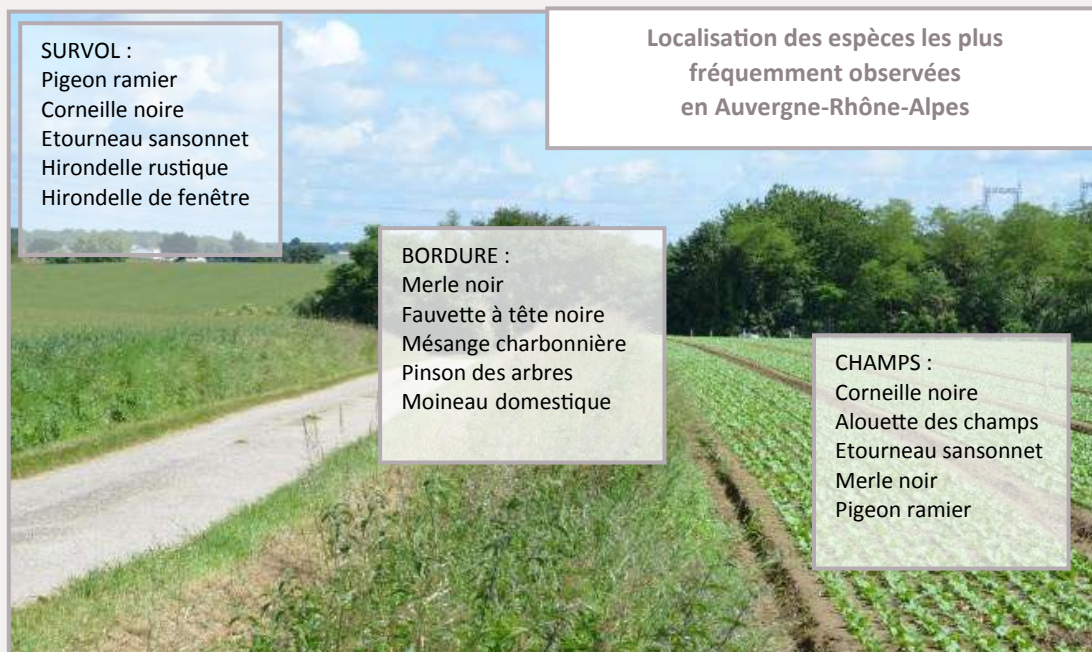 SURVOL :
Pigeon ramier
Corneille noire
Etourneau sansonnet
Hirondelle rustique
Hirondelle de fenêtre
Localisation des espèces les plus
fréquemment observées
en Auvergne-Rhône-Alpes
BORDURE :
Merle noir
Fauvette à tête noire
Mésange charbonnière
Pinson des arbres
Moineau domestique
CHAMPS :
Corneille noire
Alouette des champs
Etourneau sansonnet
Merle noir
Pigeon ramier